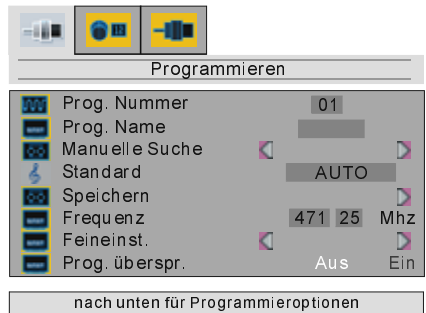 Programmieren
Prog. Nummer 01
Prog. Name
Manuelle Suche
Standard AUTO
Speichern
Frequenz 471 25 Mhz
Feineinst.
Prog. überspr. Aus Ein
nach unten für Programmieroptionen